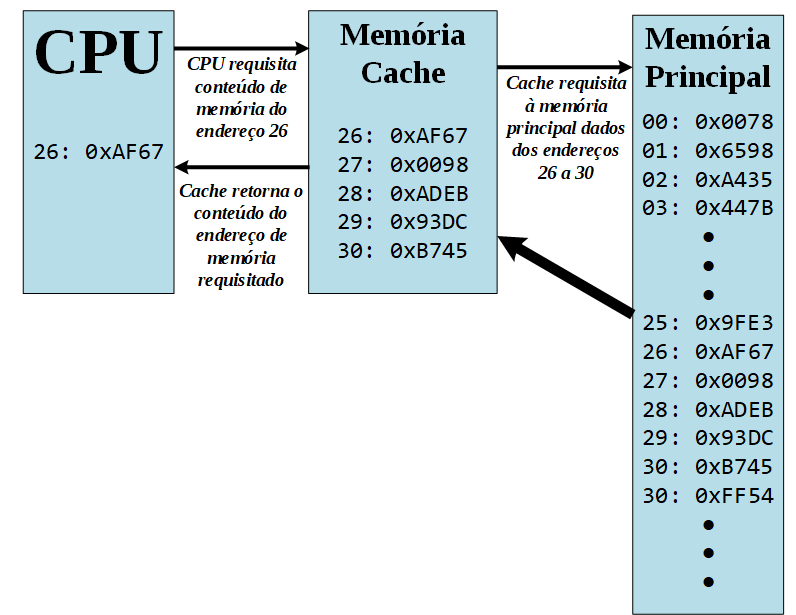 CPU
26: 0xAF67
CPU requisita
conteúdo de
memória do
endereço 26
Cache retorna o
conteúdo do
endereço de
memória
requisitado
Memória
Cache
26: 0xAF67
27: 0x0098
28: 0xADEB
29: 0x93DC
30: 0xB745
Cache requisita
à memória
principal dados
dos endereços
26 a 30
Memória
Principal
00: 0x0078
01: 0x6598
02: 0xA435
03: 0x447B
25: 0x9FE3
26: 0xAF67
27: 0x0098
28: 0xADEB
29: 0x93DC
30: 0xB745
30: 0xFF54